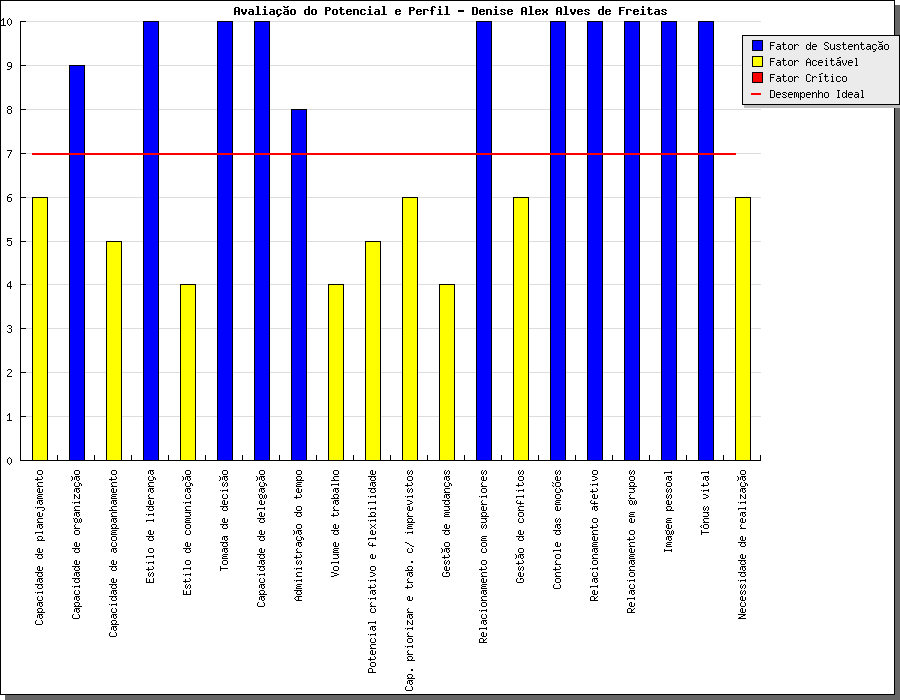 Avaliação do Potencial e Perfil - Denise Alex Alves de Freitas
Fator de Sustentação
Fator Aceitável
Fator Crítico
Desempenho Ideal
10
9
8
7
6
5
4
3
2
1
0
Capacidade de planejamento
Capacidade de organização
Capacidade de acompanhamento
Estilo de liderança
Estilo de comunicação
Tomada de decisão
Capacidade de delegação
Administração do tempo
Volume de trabalho
Potencial criativo e flexibilidade
Cap. priorizar e trab. c/ imprevistos
Gestão de mudanças
Relacionamento com superiores
Gestão de conflitos
Controle das emoções
Relacionamento afetivo
Relacionamento em grupos
Imagem pessoal
Tônus vital
Necessidade de realização